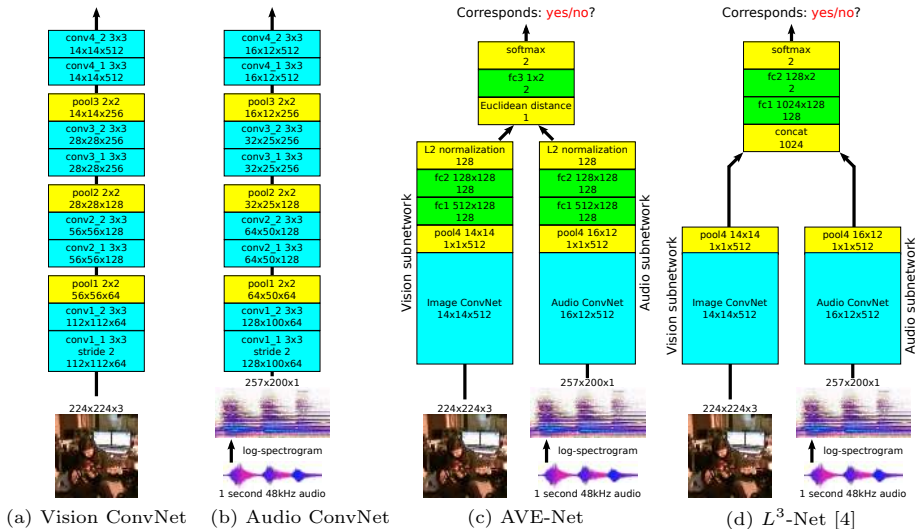 conv4_2 3x3
14x14x512
conv4_1 3x3
14x14x512
pool3 2x2
14x14x256
conv3_2 3x3
28x28x256
conv3_1 3x3
28x28x256
pool2 2x2
28x28x128
conv2_2 3x3
56x56x128
conv2_1 3x3
56x56x128
pool1 2x2
56x56x64
conv1_2 3x3
112x112x64
conv1_1 3x3
stride 2
112x112x64
224x224x3
(a) Vision ConvNet
conv4_2 3x3
16x12x512
conv4_1 3x3
16x12x512
pool3 2x2
16x12x256
conv3_2 3x3
32x25x256
conv3_1 3x3
32x25x256
pool2 2x2
32x25x128
conv2_2 3x3
64x50x128
conv2_1 3x3
64x50x128
pool1 2x2
64x50x64
conv1_2 3x3
128x100x64
conv1_1 3x3
stride 2
128x100x64
257x200x1
log-spectrogram
1 second 48kHz audio
(b) Audio ConvNet
Corresponds: yes/no?
softmax
2
fc3 1x2
2
Euclidean distance
1
L2 normalization
128
fc2 128x128
128
fc1 512x128
128
pool4 14x14
1x1x512
Image ConvNet
14x14x512
Vision subnetwork
224x224x3
L2 normalization
128
fc2 128x128
128
fc1 512x128
128
pool4 16x12
1x1x512
Audio ConvNet
16x12x512
Audio subnetwork
257x200x1
log-spectrogram
1 second 48kHz audio
(c) AVE-Net
Corresponds: yes/no?
softmax
2
fc2 128x2
2
fc1 1024x128
128
concat
1024
pool4 14x14
1x1x512
Image ConvNet
14x14x512
Vision subnetwork
224x224x3
pool4 16x12
1x1x512
Audio ConvNet
16x12x512
Audio subnetwork
257x200x1
log-spectrogram
1 second 48kHz audio
(d) L³-Net [4]